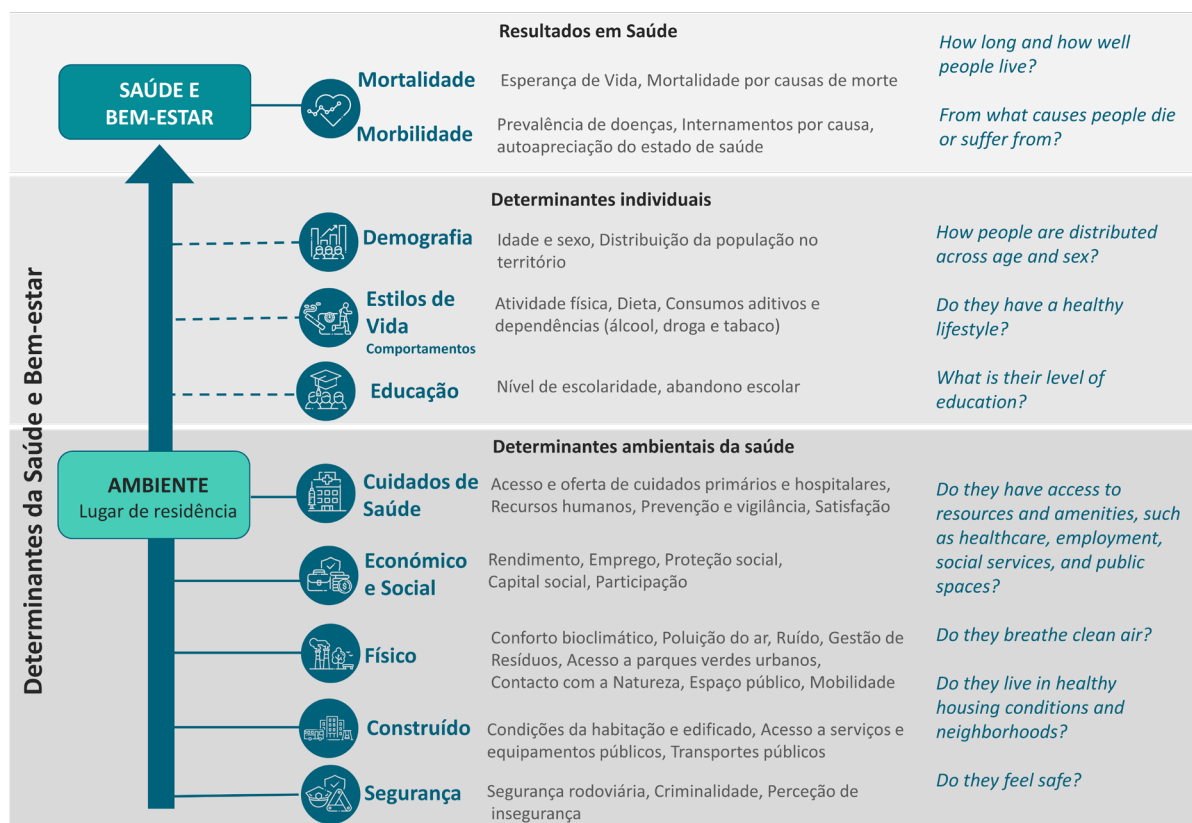 Resultados em Saúde
SAÚDE E
BEM-ESTAR
Mortalidade
Esperança de Vida, Mortalidade por causas de morte
Morbilidade
Prevalência de doenças, Internamentos por causa,
autoapreciação do estado de saúde
How long and how well
people live?
From what causes people die
or suffer from?
Determinantes da Saúde e Bem-estar
Determinantes individuais
Demografia
Idade e sexo, Distribuição da população no
território
How people are distributed
across age and sex?
Estilos de
Vida
Comportamentos
Atividade física, Dieta, Consumos aditivos e
dependências (álcool, droga e tabaco)
Do they have a healthy
lifestyle?
Educação
Nível de escolaridade, abandono escolar
What is their level of
education?
Determinantes ambientais da saúde
AMBIENTE
Lugar de residência
Cuidados de
Saúde
Acesso e oferta de cuidados primários e hospitalares,
Recursos humanos, Prevenção e vigilância, Satisfação
Do they have access to
resources and amenities, such
as healthcare, employment,
social services, and public
spaces?
Económico
e Social
Rendimento, Emprego, Proteção social,
Capital social, Participação
Físico
Conforto bioclimático, Poluição do ar, Ruído, Gestão de
Resíduos, Acesso a parques verdes urbanos,
Contacto com a Natureza, Espaço público, Mobilidade
Do they breathe clean air?
Do they live in healthy
housing conditions and
neighborhoods?
Construído
Condições da habitação e edificado, Acesso a serviços e
equipamentos públicos, Transportes públicos
Segurança
Segurança rodoviária, Criminalidade, Perceção de
insegurança
Do they feel safe?